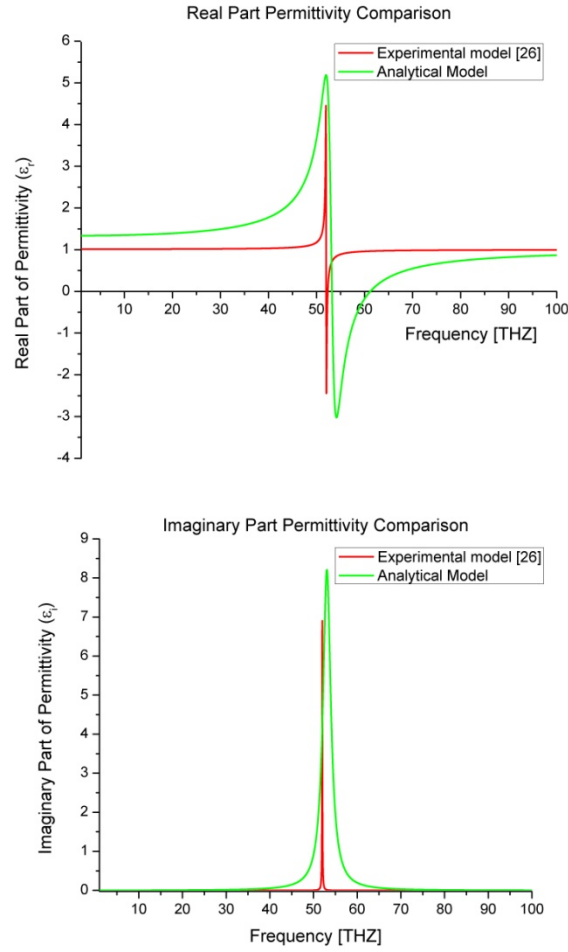 Real Part Permittivity Comparison
Experimental model [26]
Analytical Model
Real Part of Permittivity (εr)
6
5
4
3
2
1
0
-1
-2
-3
-4
10 20 30 40 50 60 70 80 90 100
Frequency [THZ]
Imaginary Part Permittivity Comparison
Experimental model [26]
Analytical Model
Imaginary Part of Permittivity (εi)
9
8
7
6
5
4
3
2
1
0
10 20 30 40 50 60 70 80 90 100
Frequency [THZ]